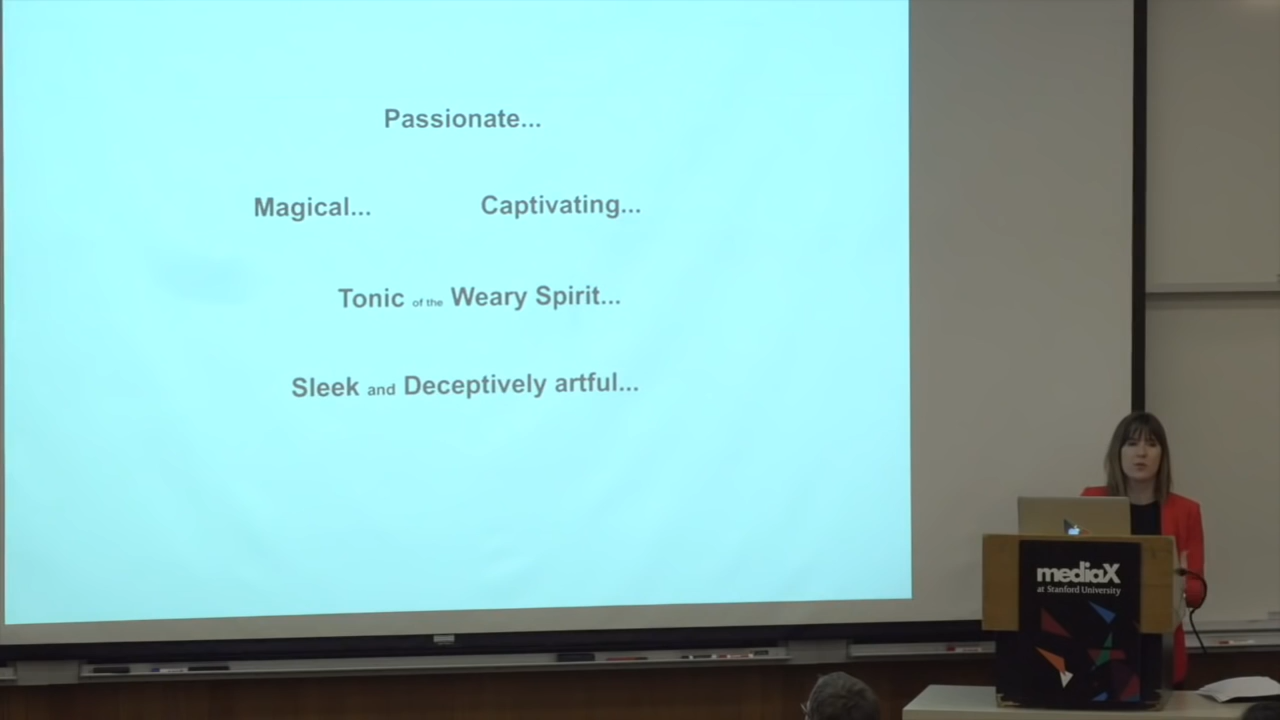 Passionate...
Magical... Captivating...
Tonic of the Weary Spirit...
Sleek and Deceptively artful...
mediaX
at Stanford University